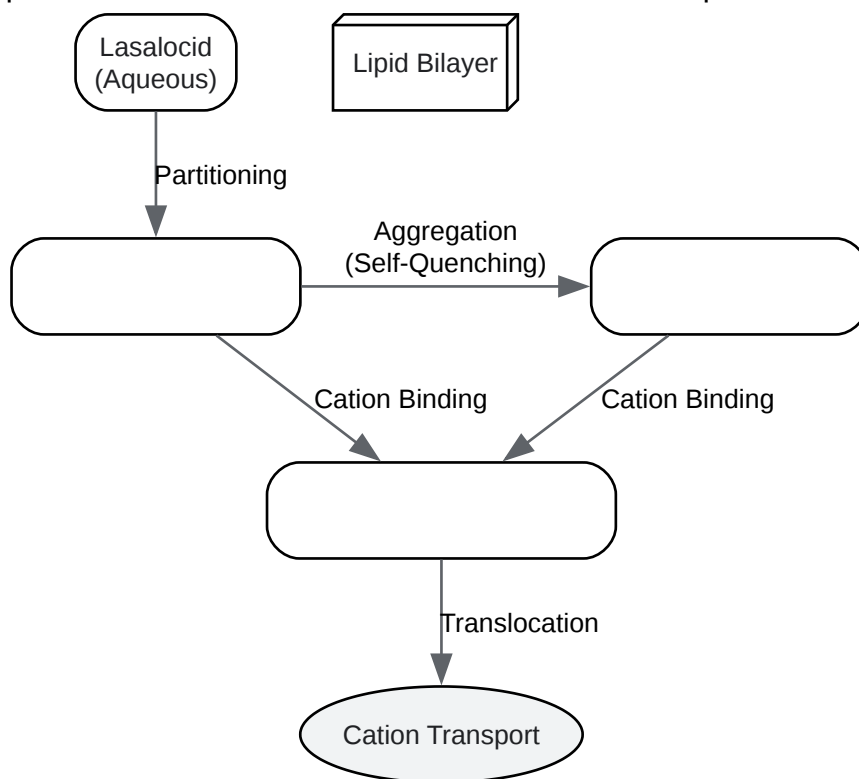 Lasalocid
(Aqueous)
Lipid Bilayer
Partitioning
Aggregation
(Self-Quenching)
Cation Binding
Cation Binding
Translocation
Cation Transport